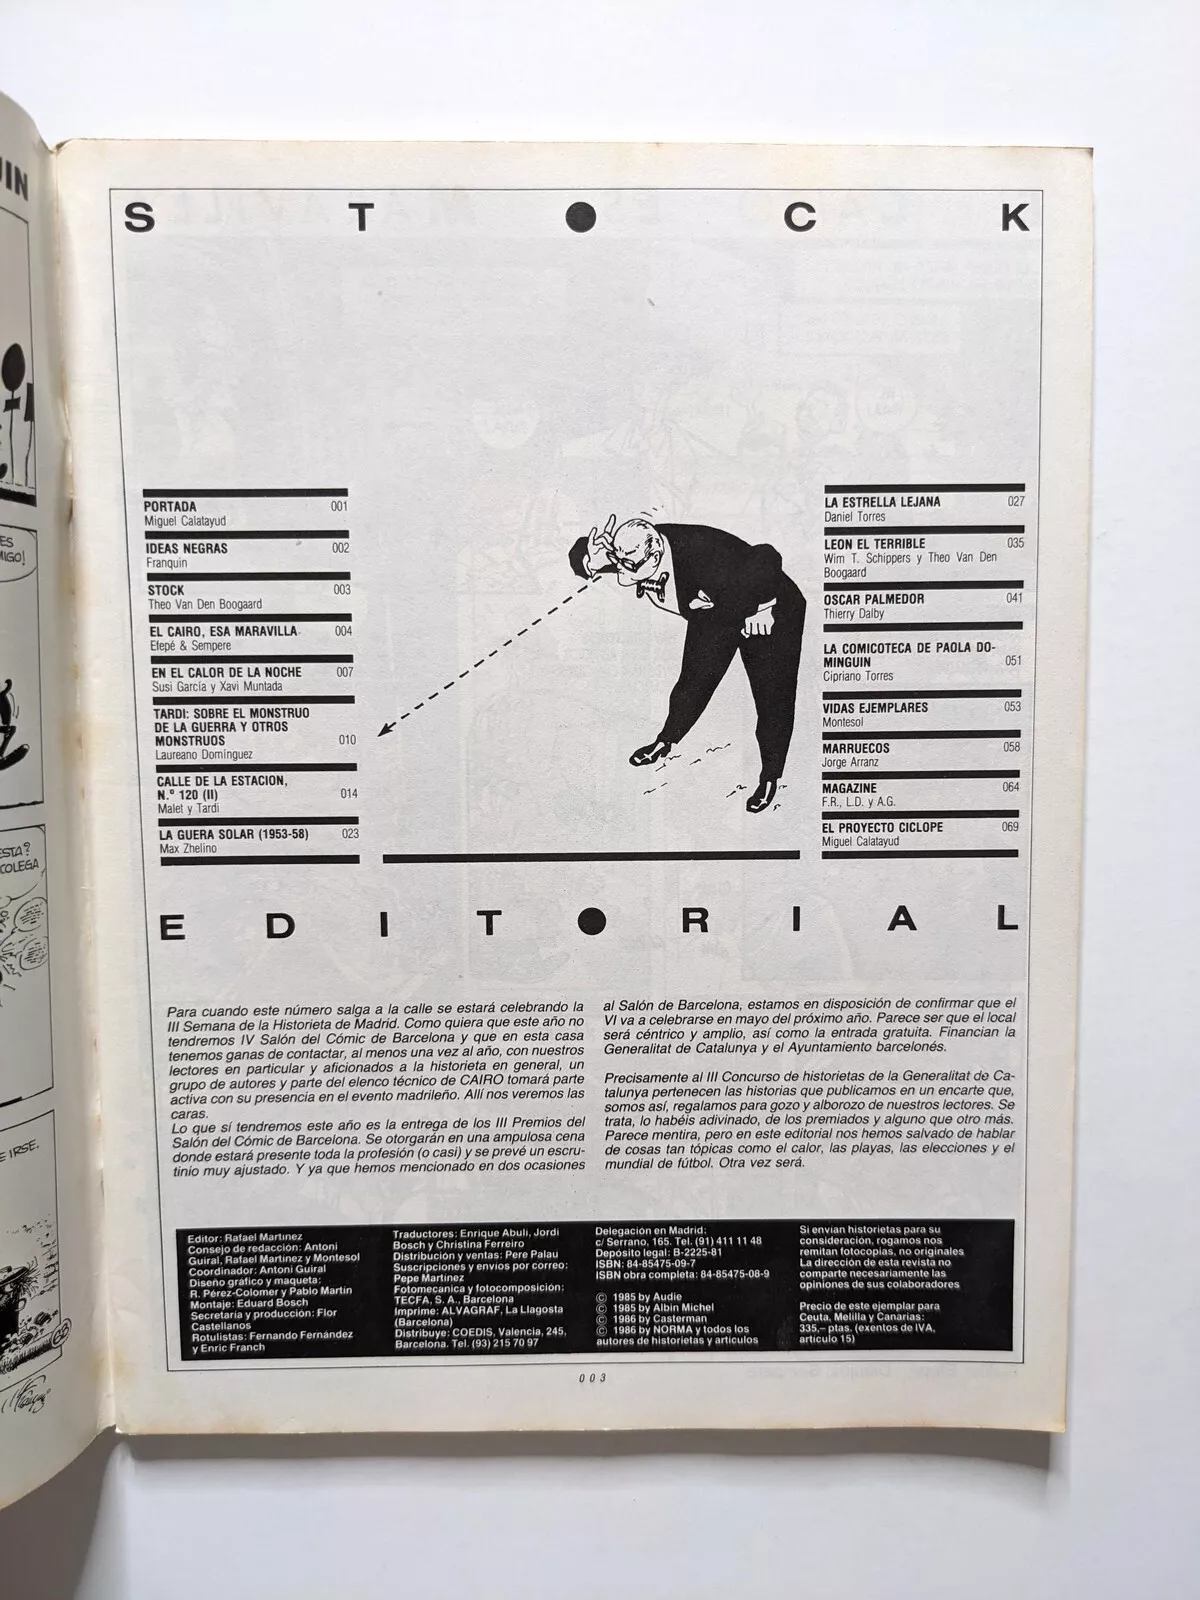 UIN
ES
MIGO!
ESTA?
COLEGA
E IRSE.
S T O C K
PORTADA 001
Miguel Calatayud
IDEAS NEGRAS 002
Franquin
STOCK 003
Theo Van Den Boogaard
EL CAIRO, ESA MARAVILLA 004
Efepé & Sempere
EN EL CALOR DE LA NOCHE 007
Susi García y Xavi Muntada
TARDI: SOBRE EL MONSTRUO
DE LA GUERRA Y OTROS
MONSTRUOS 010
Laureano Domínguez
CALLE DE LA ESTACION,
N.º 120 (II) 014
Malet y Tardi
LA GUERA SOLAR (1953-58) 023
Max Zhelino
LA ESTRELLA LEJANA 027
Daniel Torres
LEON EL TERRIBLE 035
Wim T. Schippers y Theo Van Den
Boogaard
OSCAR PALMEDOR 041
Thierry Dalby
LA COMICOTECA DE PAOLA DO-
MINGUIN 051
Cipriano Torres
VIDAS EJEMPLARES 053
Montesol
MARRUECOS 058
Jorge Arranz
MAGAZINE 064
F.R., L.D. y A.G.
EL PROYECTO CICLOPE 069
Miguel Calatayud
E D I T O R I A L
Para cuando este número salga a la calle se estará celebrando la
III Semana de la Historieta de Madrid. Como quiera que este año no
tendremos IV Salón del Cómic de Barcelona y que en esta casa
tenemos ganas de contactar, al menos una vez al año, con nuestros
lectores en particular y aficionados a la historieta en general, un
grupo de autores y parte del elenco técnico de CAIRO tomará parte
activa con su presencia en el evento madrileño. Allí nos veremos las
caras.
Lo que sí tendremos este año es la entrega de los III Premios del
Salón del Cómic de Barcelona. Se otorgarán en una ampulosa cena
donde estará presente toda la profesión (o casi) y se prevé un escru-
tinio muy ajustado. Y ya que hemos mencionado en dos ocasiones
al Salón de Barcelona, estamos en disposición de confirmar que el
VI va a celebrarse en mayo del próximo año. Parece ser que el local
será céntrico y amplio, así como la entrada gratuita. Financian la
Generalitat de Catalunya y el Ayuntamiento barcelonés.
Precisamente al III Concurso de historietas de la Generalitat de Ca-
talunya pertenecen las historias que publicamos en un encarte que,
somos así, regalamos para gozo y alborozo de nuestros lectores. Se
trata, lo habéis adivinado, de los premiados y alguno que otro más.
Parece mentira, pero en este editorial nos hemos salvado de hablar
de cosas tan tópicas como el calor, las playas, las elecciones y el
mundial de fútbol. Otra vez será.
Editor: Rafael Martínez
Consejo de redacción: Antoni
Guiral, Rafael Martínez y Montesol
Coordinador: Antoni Guiral
Diseño gráfico y maqueta:
R. Pérez-Colomer y Pablo Martín
Montaje: Eduard Bosch
Secretaria y producción: Flor
Castellanos
Rotulistas: Fernando Fernández
y Enric Franch
Traductores: Enrique Abuli, Jordi
Bosch y Christina Ferreiro
Distribución y ventas: Pere Palau
Suscripciones y envíos por correo:
Pepe Martínez
Fotomecanica y fotocomposición:
TECFA, S. A., Barcelona
Imprime: ALVAGRAF, La Llagosta
(Barcelona)
Distribuye: COEDIS, Valencia, 245,
Barcelona. Tel. (93) 215 70 97
Delegación en Madrid:
c/ Serrano, 165. Tel. (91) 411 11 48
Depósito legal: B-2225-81
ISBN: 84-85475-09-7
ISBN obra completa: 84-85475-08-9
© 1985 by Audie
© 1985 by Albin Michel
© 1986 by Casterman
© 1986 by NORMA y todos los
autores de historietas y artículos
Si envían historietas para su
consideración, rogamos nos
remitan fotocopias, no originales
La dirección de esta revista no
comparte necesariamente las
opiniones de sus colaboradores
Precio de este ejemplar para
Ceuta, Melilla y Canarias:
335,– ptas. (exentos de IVA,
artículo 15)
003